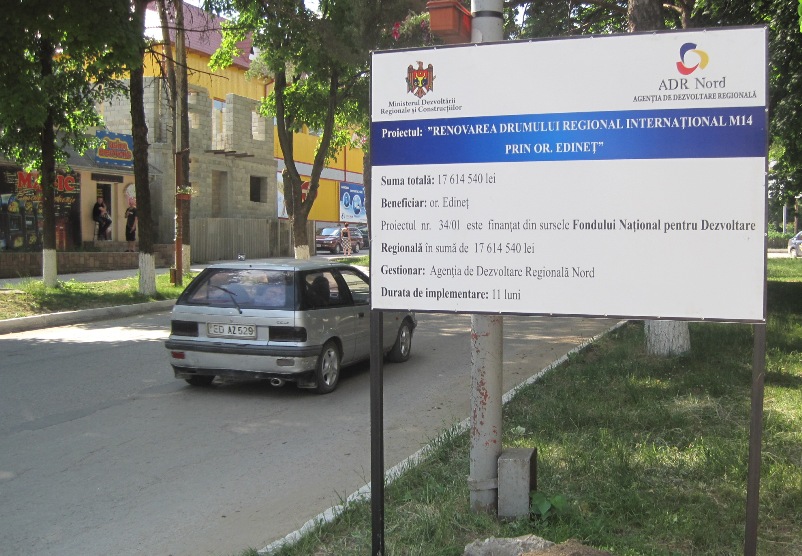 Ministerul Dezvoltării
Regionale și Construcțiilor
ADR Nord
AGENȚIA DE DEZVOLTARE REGIONALĂ
Proiectul: "RENOVAREA DRUMULUI REGIONAL INTERNAȚIONAL M14
PRIN OR. EDINEȚ"
Suma totală: 17 614 540 lei
Beneficiar: or. Edineț
Proiectul nr. 34/01 este finanțat din sursele Fondului Național pentru Dezvoltare
Regională în sumă de 17 614 540 lei
Gestionar: Agenția de Dezvoltare Regională Nord
Durata de implementare: 11 luni
MAGIC
ED AZ 529